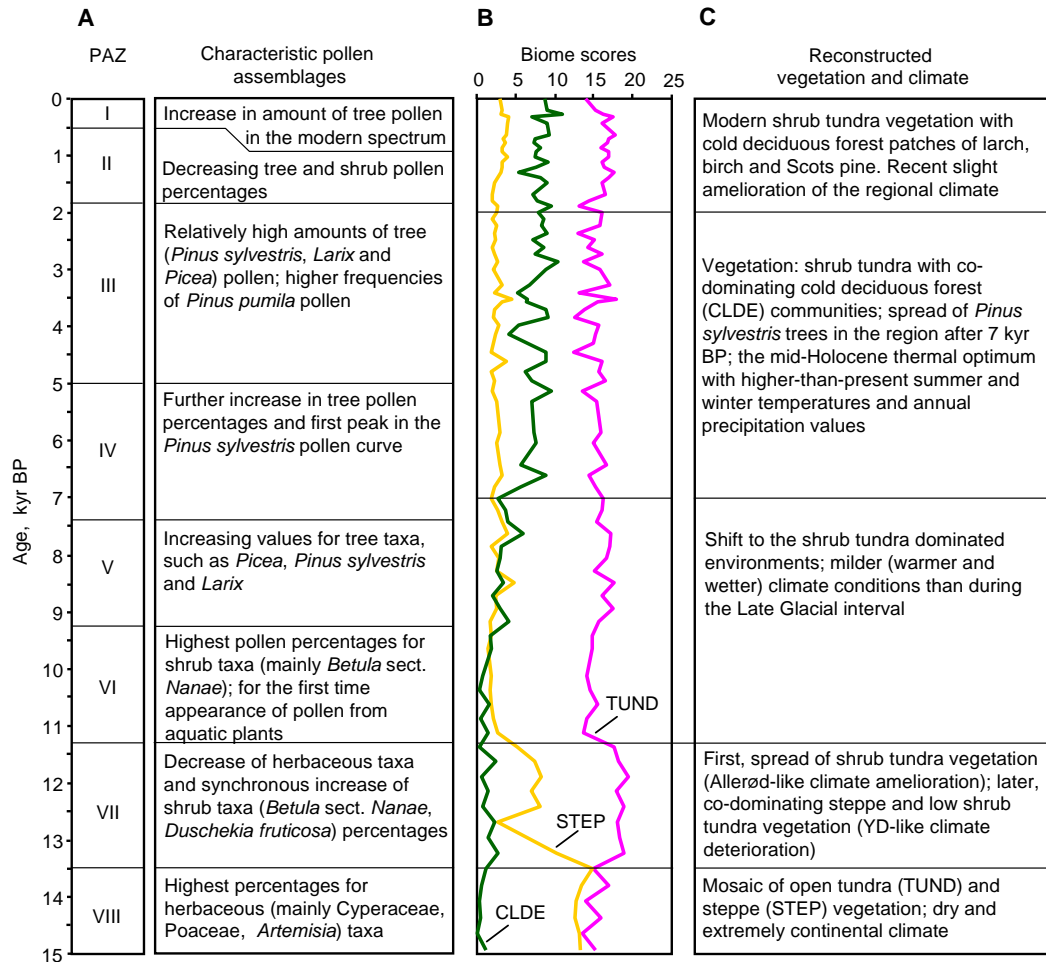 A
B
C
PAZ
Characteristic pollen
assemblages
Biome scores
Reconstructed
vegetation and climate
0 5 10 15 20 25
Age, kyr BP
0
1
2
3
4
5
6
7
8
9
10
11
12
13
14
15
I
II
III
IV
V
VI
VII
VIII
Increase in amount of tree pollen
in the modern spectrum
Decreasing tree and shrub pollen
percentages
Relatively high amounts of tree
(Pinus sylvestris, Larix and
Picea) pollen; higher frequencies
of Pinus pumila pollen
Further increase in tree pollen
percentages and first peak in the
Pinus sylvestris pollen curve
Increasing values for tree taxa,
such as Picea, Pinus sylvestris
and Larix
Highest pollen percentages for
shrub taxa (mainly Betula sect.
Nanae); for the first time
appearance of pollen from
aquatic plants
Decrease of herbaceous taxa
and synchronous increase of
shrub taxa (Betula sect. Nanae,
Duschekia fruticosa) percentages
Highest percentages for
herbaceous (mainly Cyperaceae,
Poaceae, Artemisia) taxa
TUND
STEP
CLDE
Modern shrub tundra vegetation with
cold deciduous forest patches of larch,
birch and Scots pine. Recent slight
amelioration of the regional climate
Vegetation: shrub tundra with co-
dominating cold deciduous forest
(CLDE) communities; spread of Pinus
sylvestris trees in the region after 7 kyr
BP; the mid-Holocene thermal optimum
with higher-than-present summer and
winter temperatures and annual
precipitation values
Shift to the shrub tundra dominated
environments; milder (warmer and
wetter) climate conditions than during
the Late Glacial interval
First, spread of shrub tundra vegetation
(Allerød-like climate amelioration); later,
co-dominating steppe and low shrub
tundra vegetation (YD-like climate
deterioration)
Mosaic of open tundra (TUND) and
steppe (STEP) vegetation; dry and
extremely continental climate